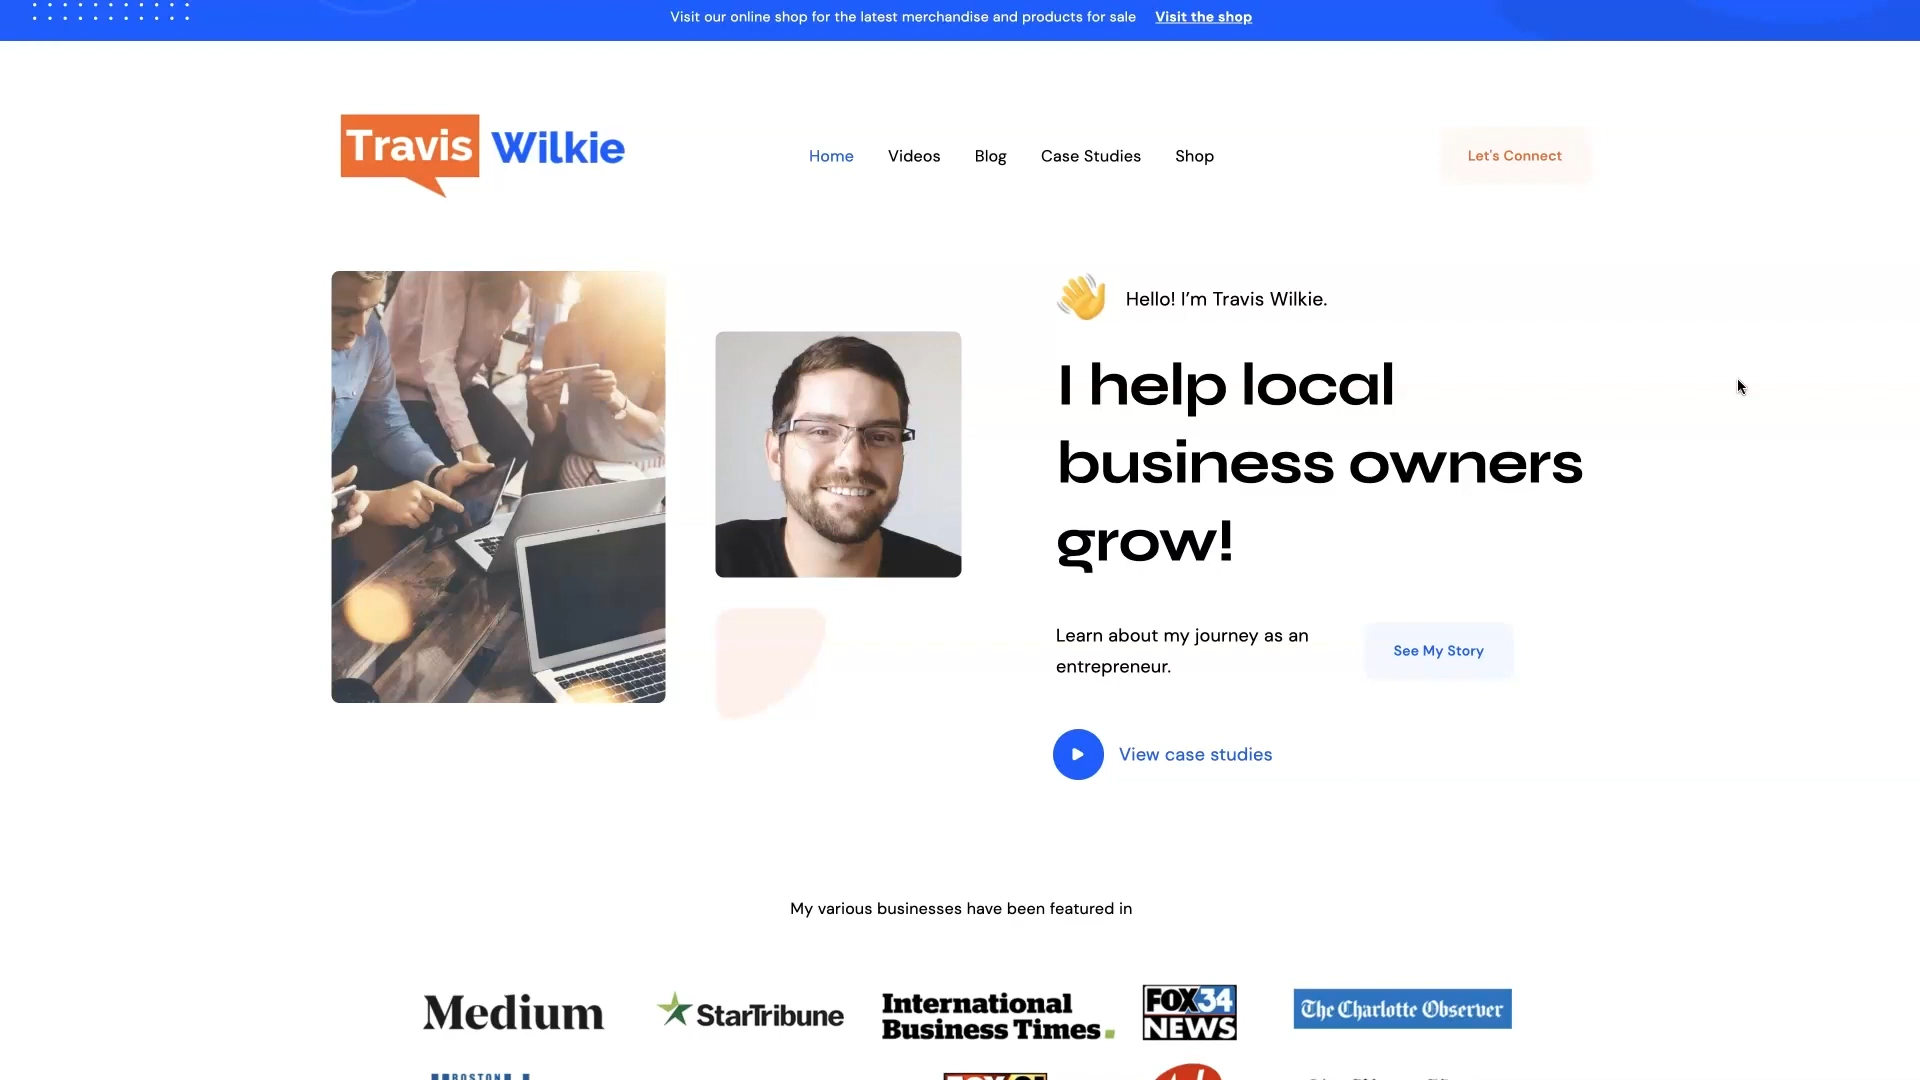 Visit our online shop for the latest merchandise and products for sale Visit the shop
Travis Wilkie
Home Videos Blog Case Studies Shop
Let's Connect
Hello! I'm Travis Wilkie.
I help local
business owners
grow!
Learn about my journey as an
entrepreneur.
See My Story
View case studies
My various businesses have been featured in
Medium
StarTribune
International
Business Times
FOX34
NEWS
The Charlotte Observer
BOSTON